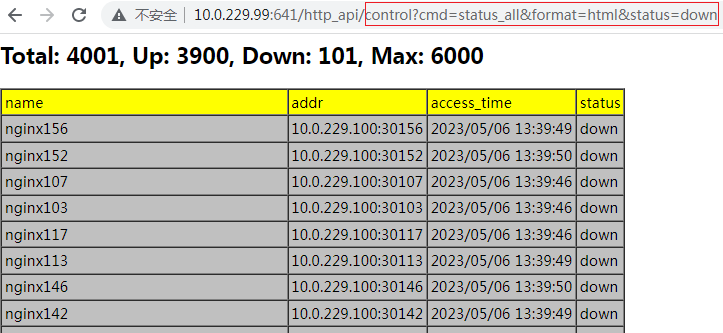 不安全 | 10.0.229.99:641/http_api/control?cmd=status_all&format=html&status=down
Total: 4001, Up: 3900, Down: 101, Max: 6000
name addr access_time status
nginx156 10.0.229.100:30156 2023/05/06 13:39:49 down
nginx152 10.0.229.100:30152 2023/05/06 13:39:50 down
nginx107 10.0.229.100:30107 2023/05/06 13:39:46 down
nginx103 10.0.229.100:30103 2023/05/06 13:39:46 down
nginx117 10.0.229.100:30117 2023/05/06 13:39:46 down
nginx113 10.0.229.100:30113 2023/05/06 13:39:49 down
nginx146 10.0.229.100:30146 2023/05/06 13:39:50 down
nginx142 10.0.229.100:30142 2023/05/06 13:39:49 down